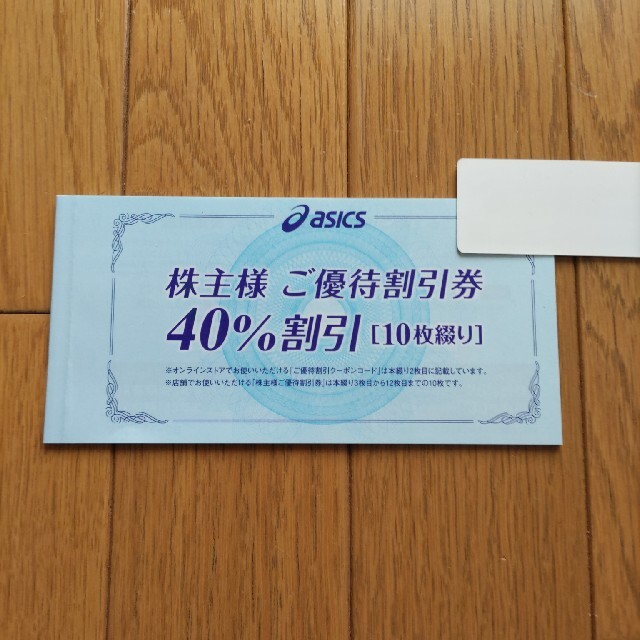 asics
株主様 ご優待割引券
40%割引 [10枚綴り]
※オンラインストアでお使いいただける「ご優待割引クーポンコード」は本綴り2枚目に記載しています。
※店舗でお使いいただける「株主様ご優待割引券」は本綴り3枚目から12枚目までの10枚です。